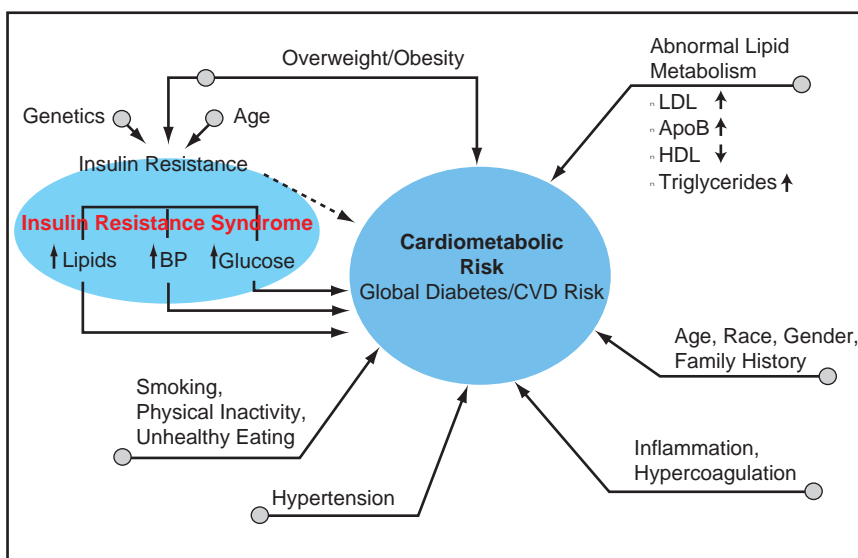 Overweight/Obesity
Abnormal Lipid
Metabolism
LDL ↑
ApoB ↑
HDL ↓
Triglycerides ↑
Genetics
Age
Insulin Resistance
Insulin Resistance Syndrome
↑ Lipids
↑ BP
↑ Glucose
Cardiometabolic
Risk
Global Diabetes/CVD Risk
Age, Race, Gender,
Family History
Smoking,
Physical Inactivity,
Unhealthy Eating
Inflammation,
Hypercoagulation
Hypertension